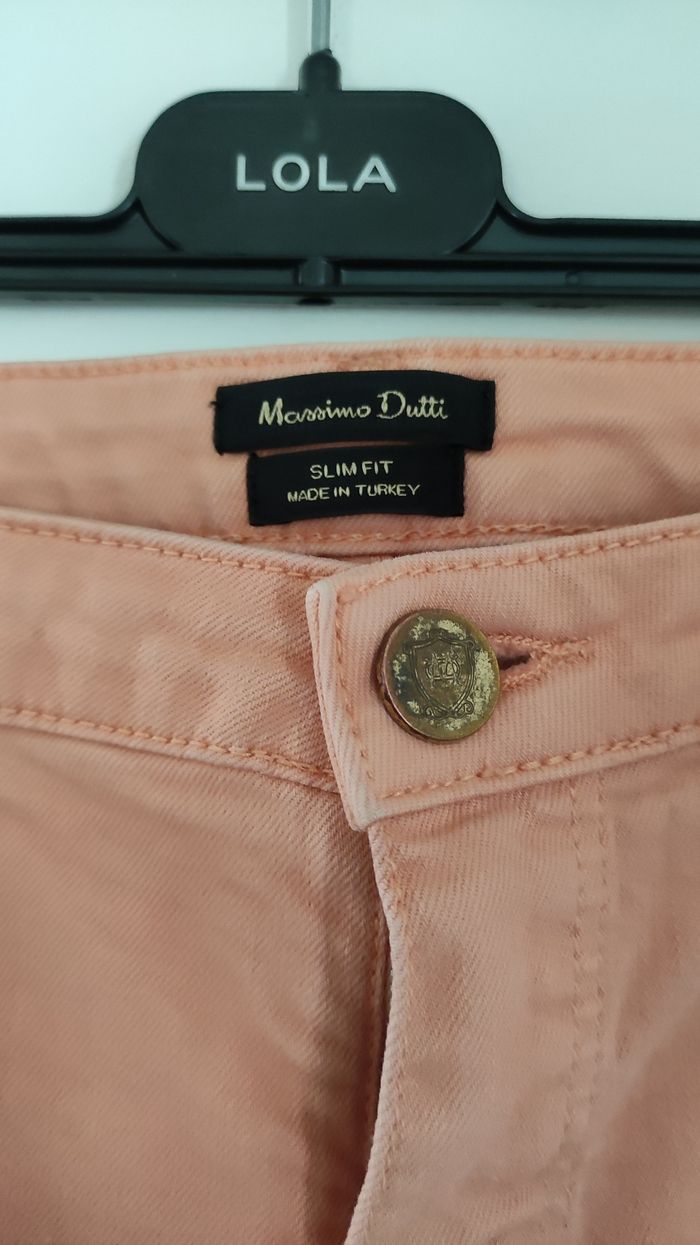 LOLA
Massimo Dutti
SLIM FIT
MADE IN TURKEY